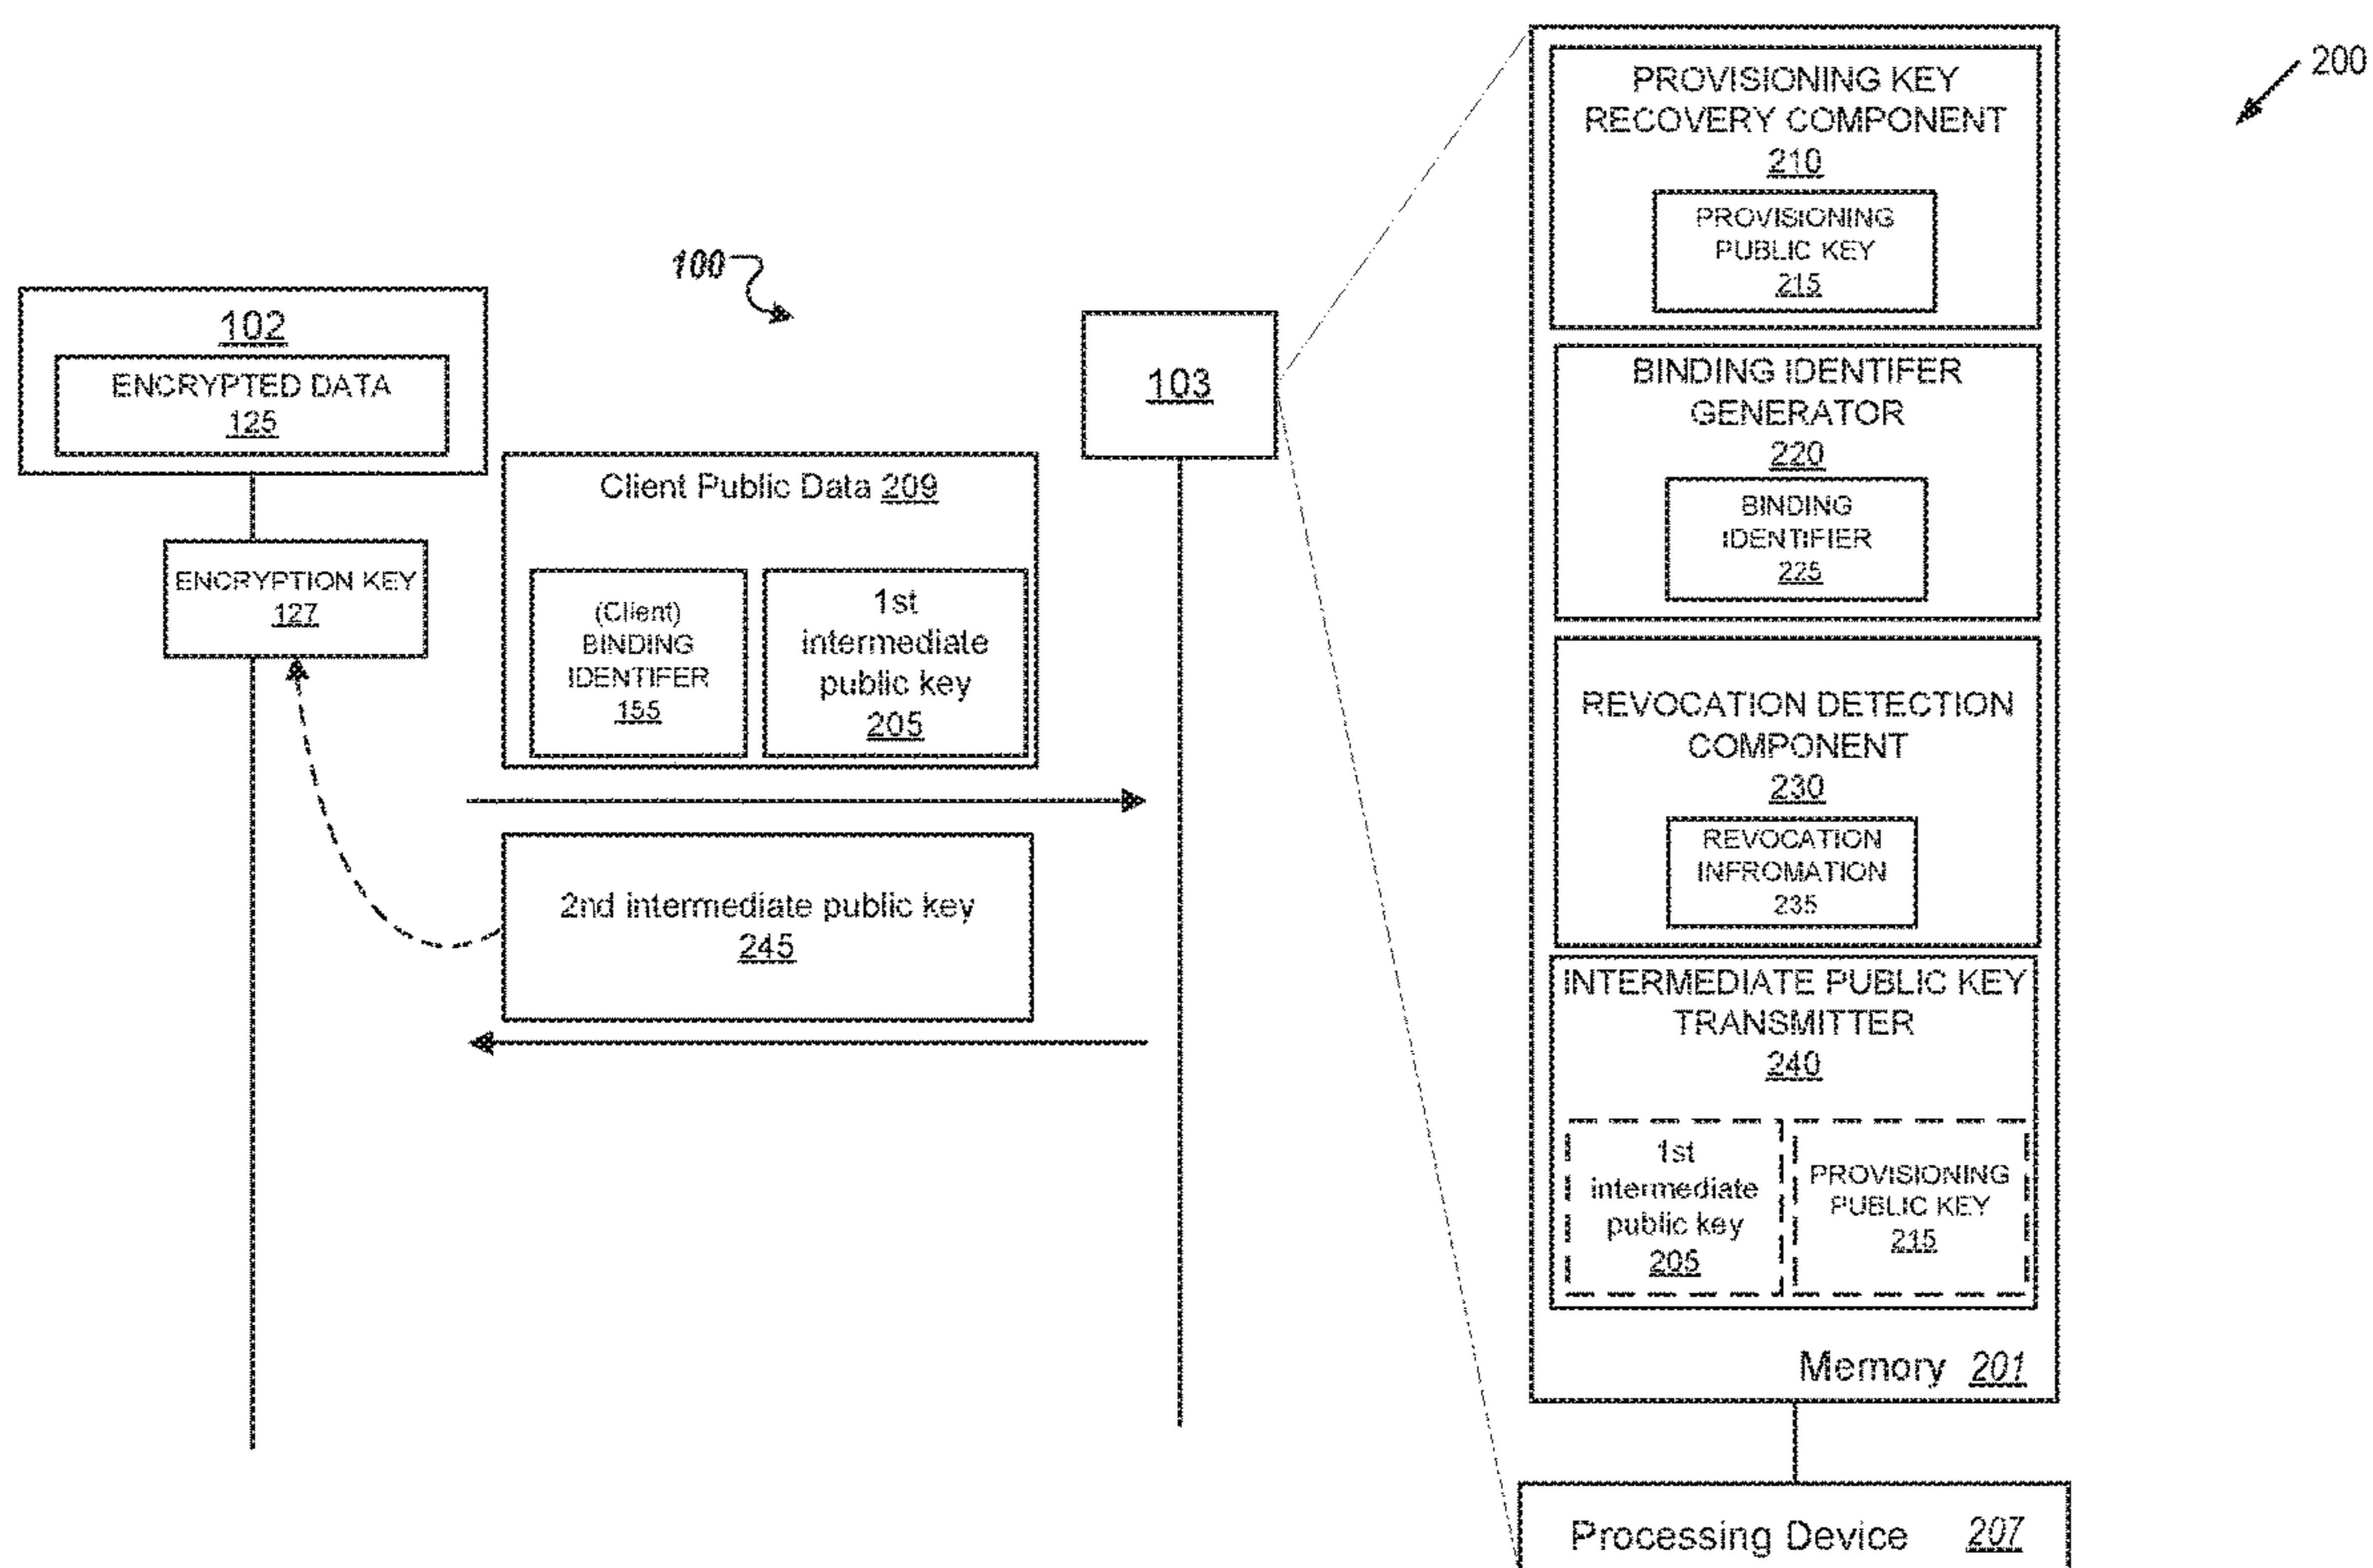 200
100
102
ENCRYPTED DATA
125
ENCRYPTION KEY
127
Client Public Data 209
(Client)
BINDING
IDENTIFER
155
1st
intermediate
public key
205
2nd intermediate public key
245
103
PROVISIONING KEY
RECOVERY COMPONENT
210
PROVISIONING
PUBLIC KEY
215
BINDING IDENTIFER
GENERATOR
220
BINDING
IDENTIFIER
225
REVOCATION DETECTION
COMPONENT
230
REVOCATION
INFROMATION
235
INTERMEDIATE PUBLIC KEY
TRANSMITTER
240
1st
intermediate
public key
205
PROVISIONING
PUBLIC KEY
215
Memory 201
Processing Device 207